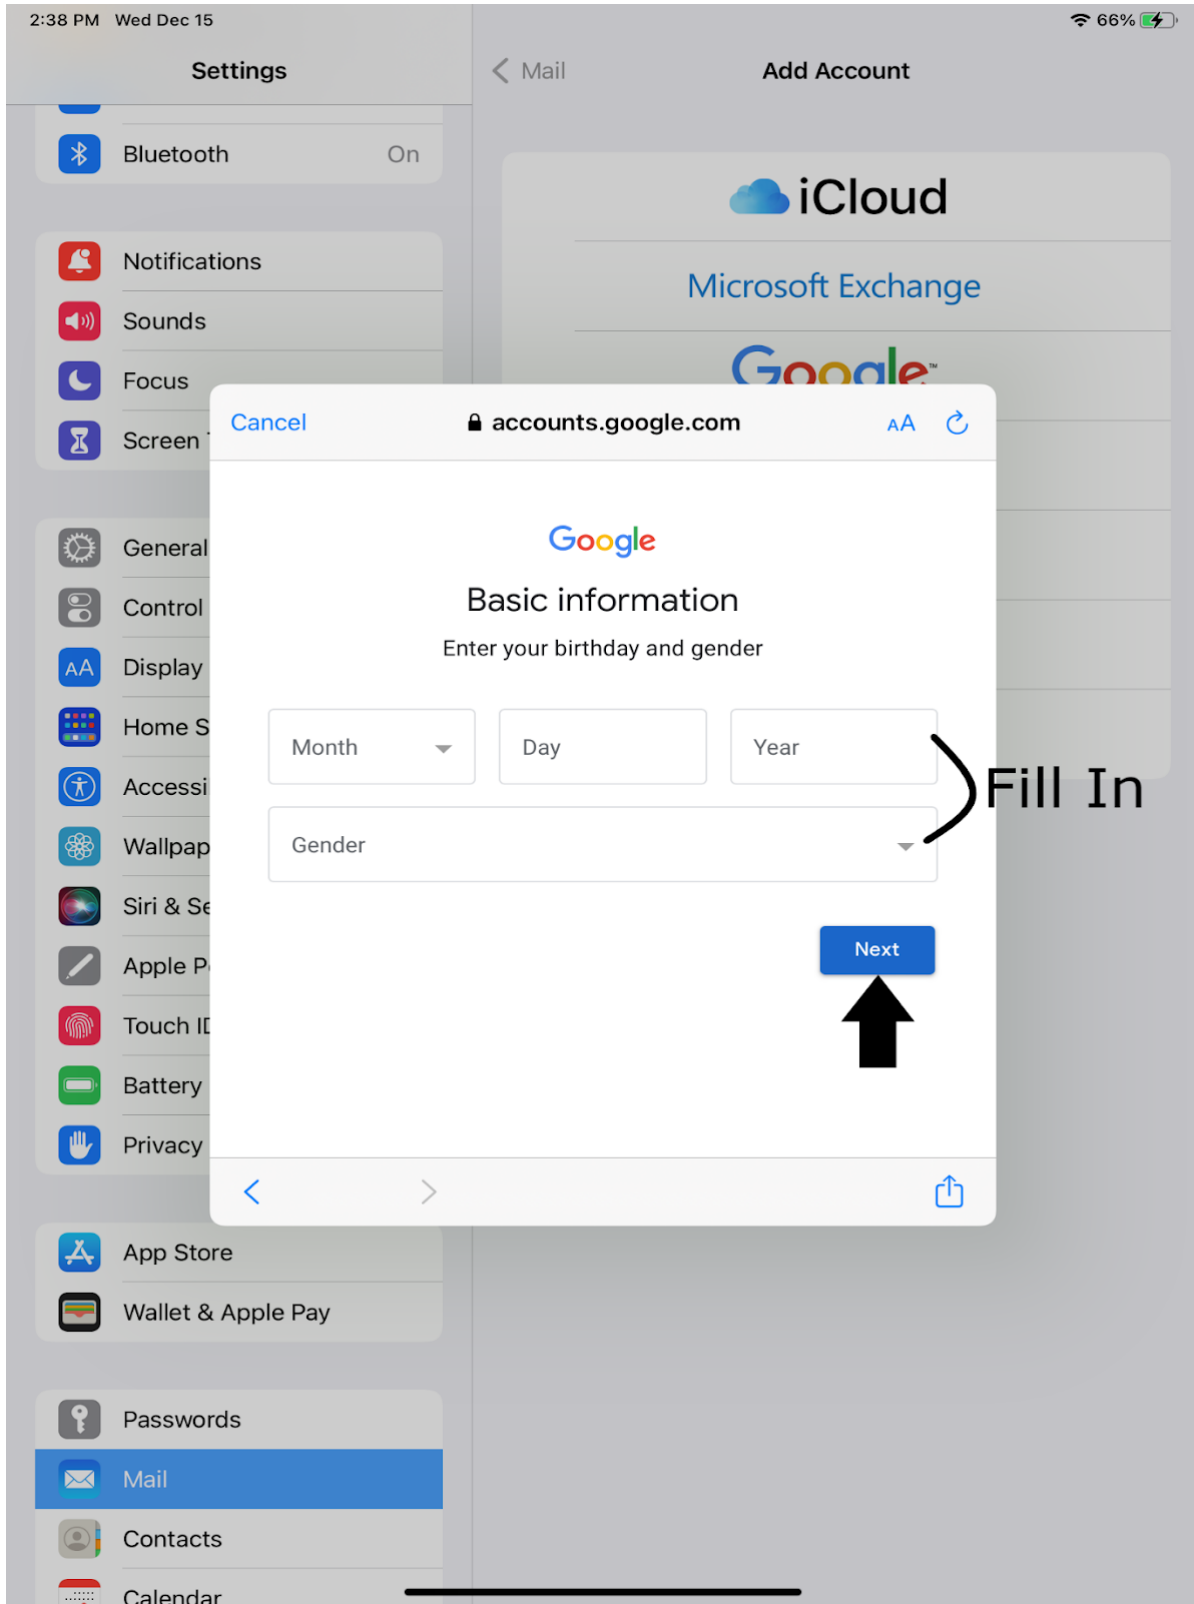 2:38 PM Wed Dec 15
66%
Settings
Mail
Add Account
Bluetooth On
iCloud
Microsoft Exchange
Google™
Notifications
Sounds
Focus
Screen
Cancel
accounts.google.com
AA
Google
Basic information
Enter your birthday and gender
Month
Day
Year
Fill In
Gender
Next
General
Control
AA
Display
Home S
Accessi
Wallpap
Siri & Se
Apple P
Touch ID
Battery
Privacy
App Store
Wallet & Apple Pay
Passwords
Mail
Contacts
Calendar